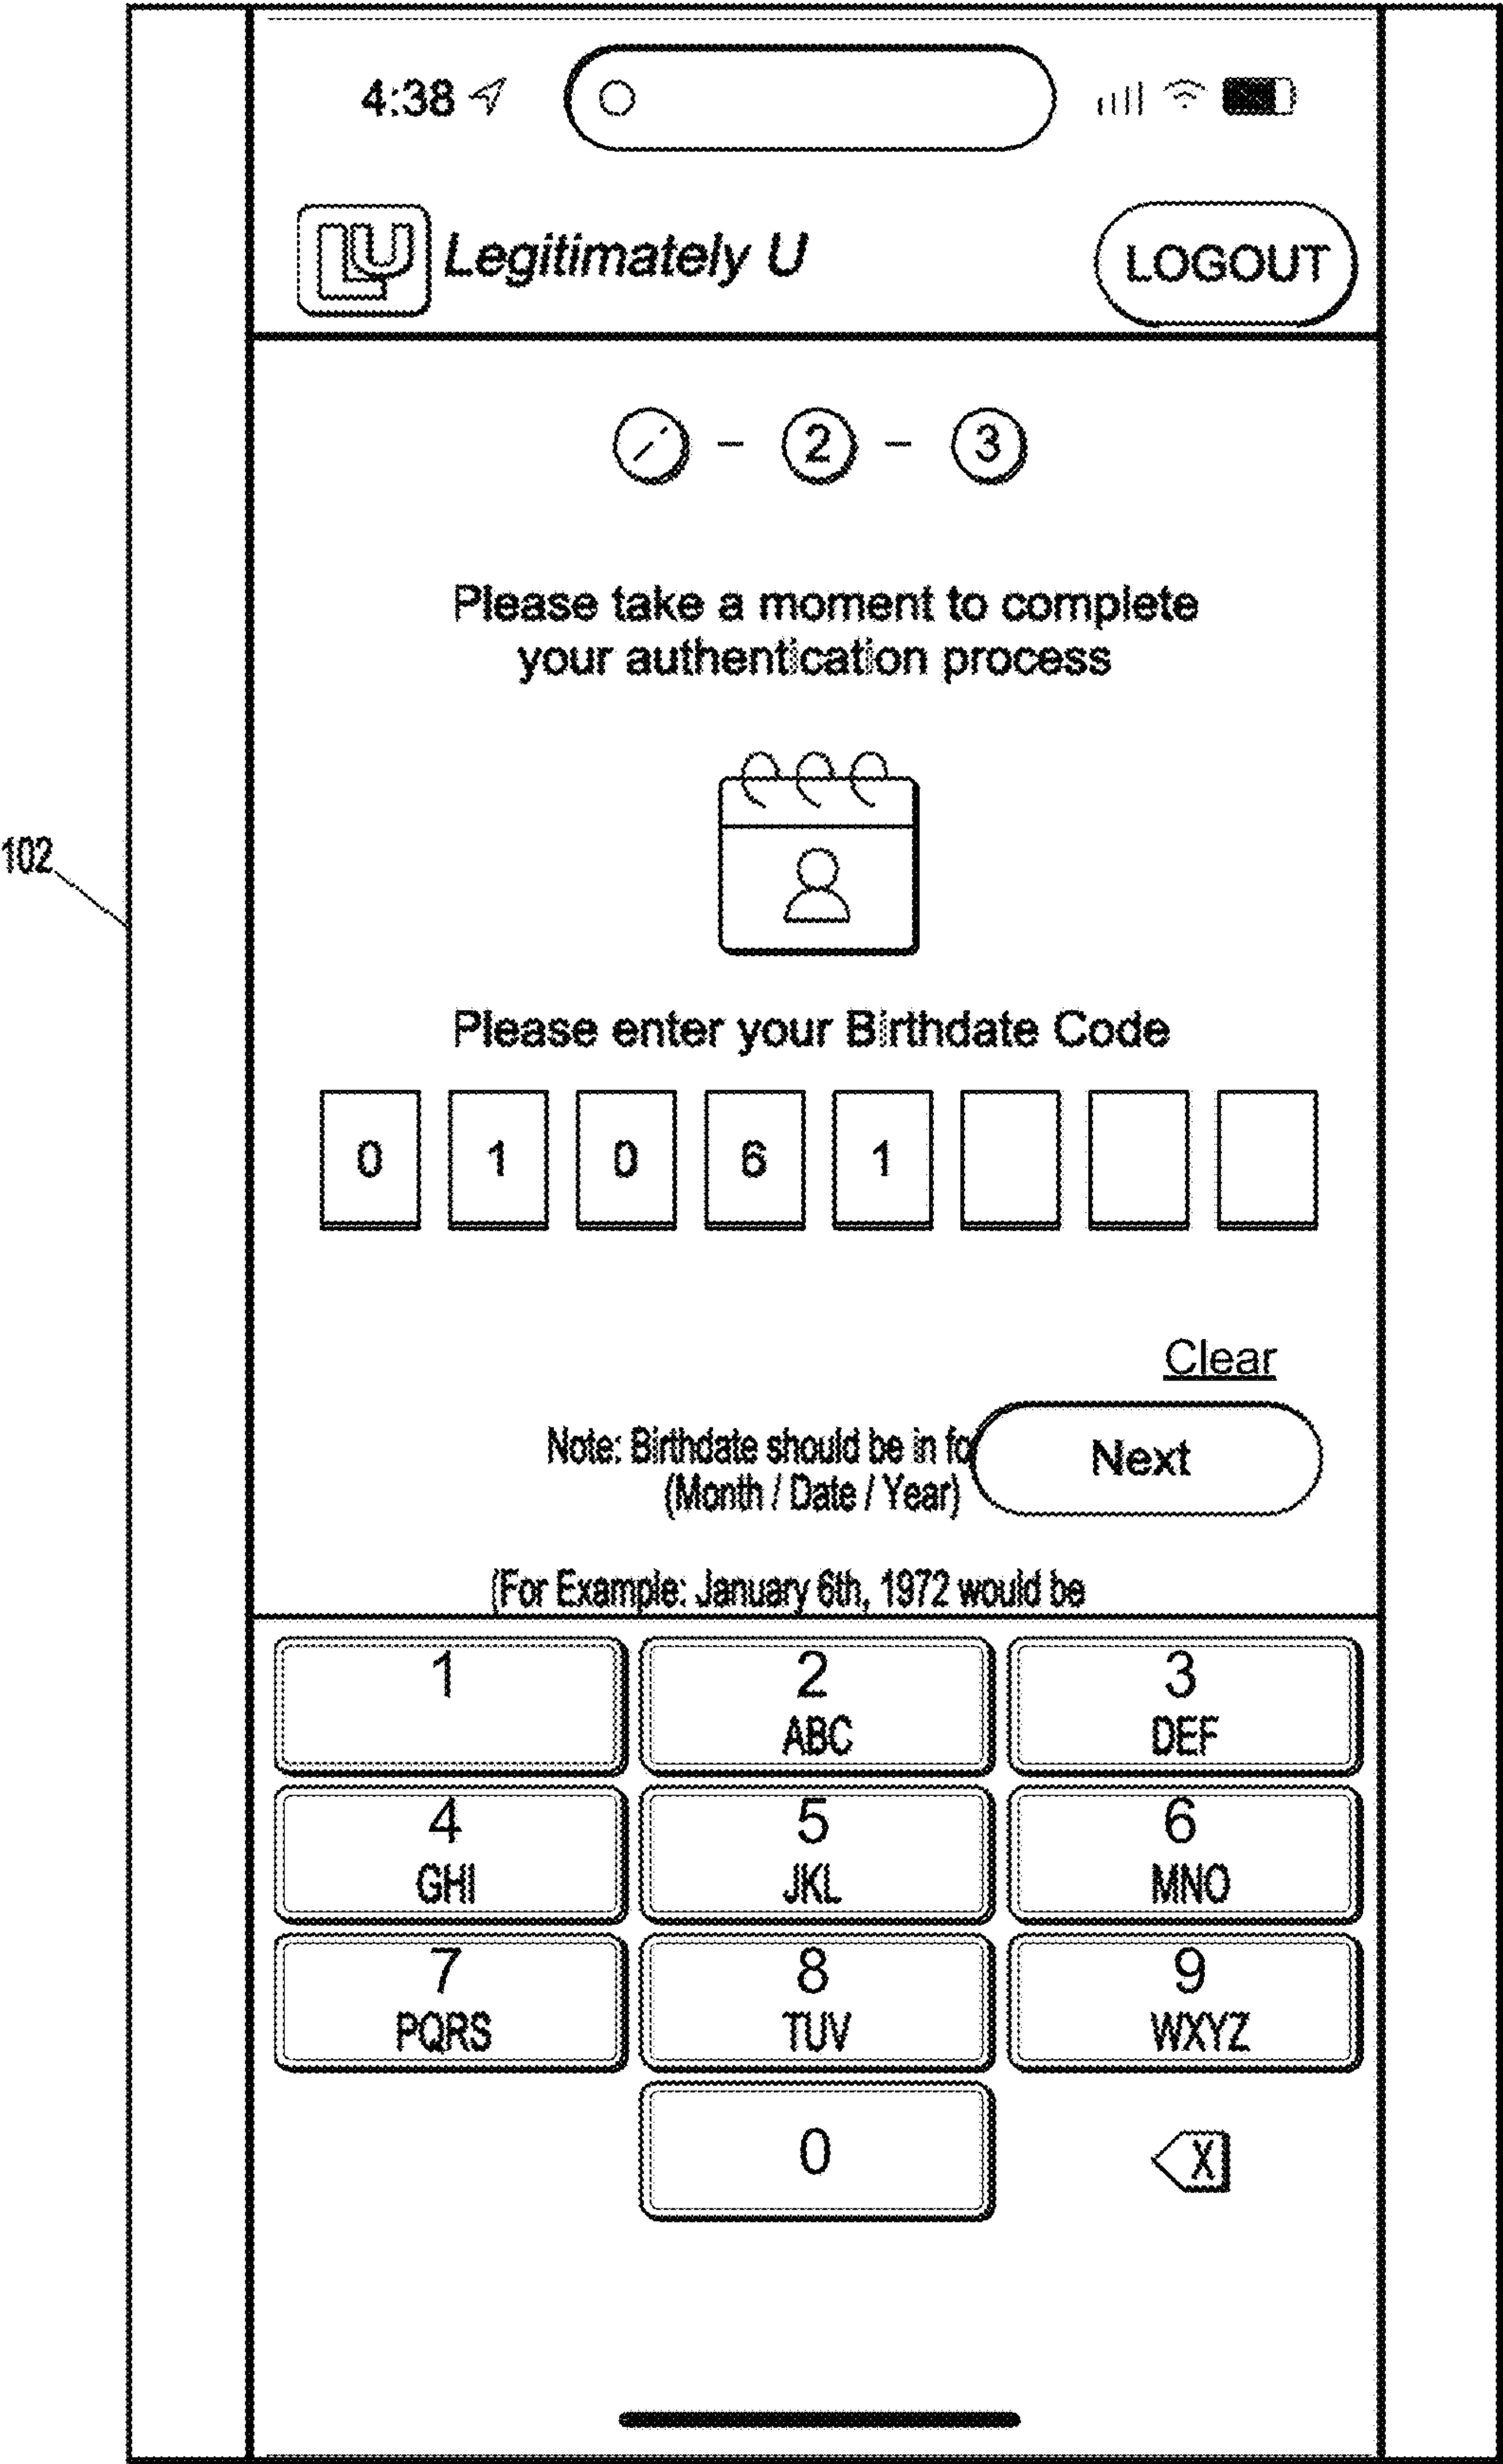 4:38
LU Legitimately U LOGOUT
- 2 - 3
Please take a moment to complete
your authentication process
102
Please enter your Birthdate Code
0 1 0 6 1
Clear
Note: Birthdate should be in fo Next
(Month / Date / Year)
(For Example: January 6th, 1972 would be
1 2 3
ABC DEF
4 5 6
GHI JKL MNO
7 8 9
PQRS TUV WXYZ
0 X